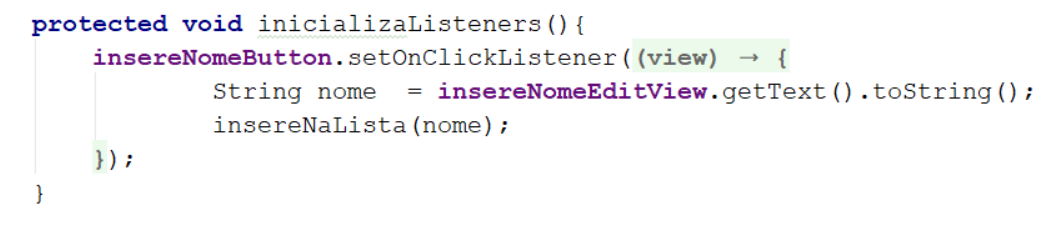 protected void inicializaListeners(){
insereNomeButton.setOnClickListener((view) → {
String nome  = insereNomeEditView.getText().toString();
insereNaLista(nome);
});
}